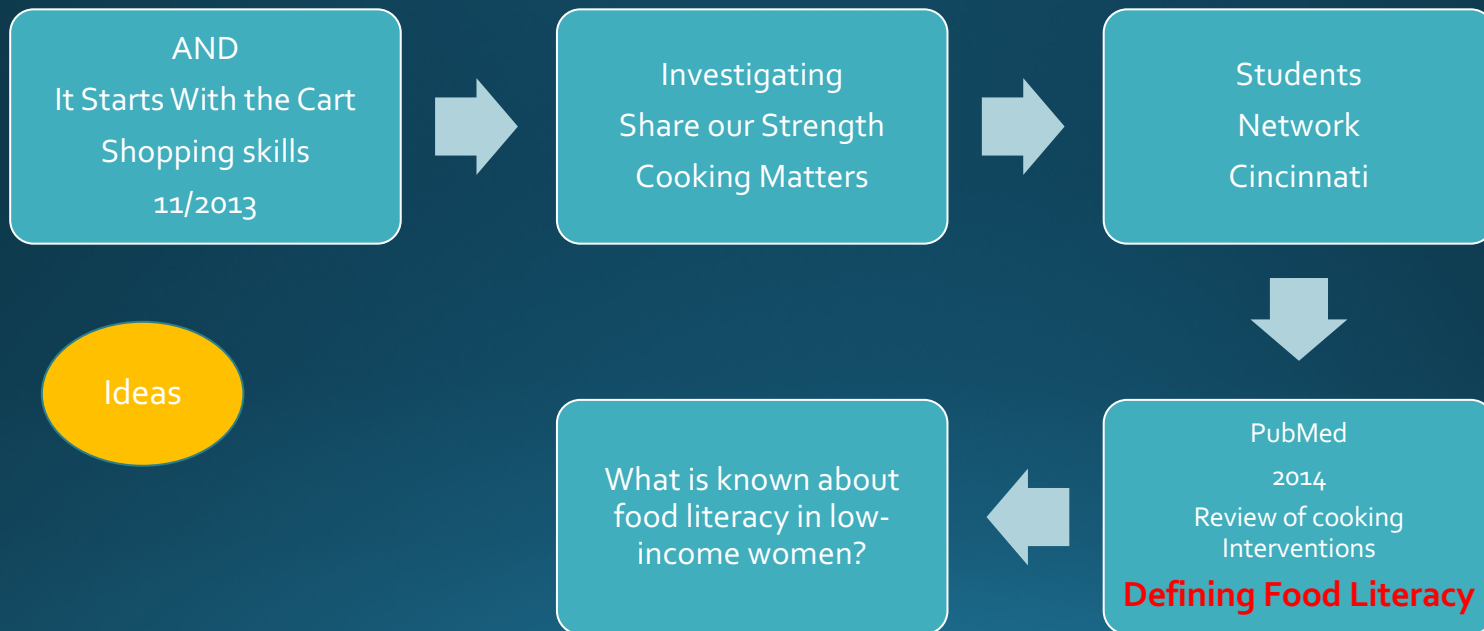 AND
It Starts With the Cart
Shopping skills
11/2013
Investigating
Share our Strength
Cooking Matters
Students
Network
Cincinnati
PubMed
2014
Review of cooking
Interventions
Defining Food Literacy
What is known about
food literacy in low-
income women?
Ideas